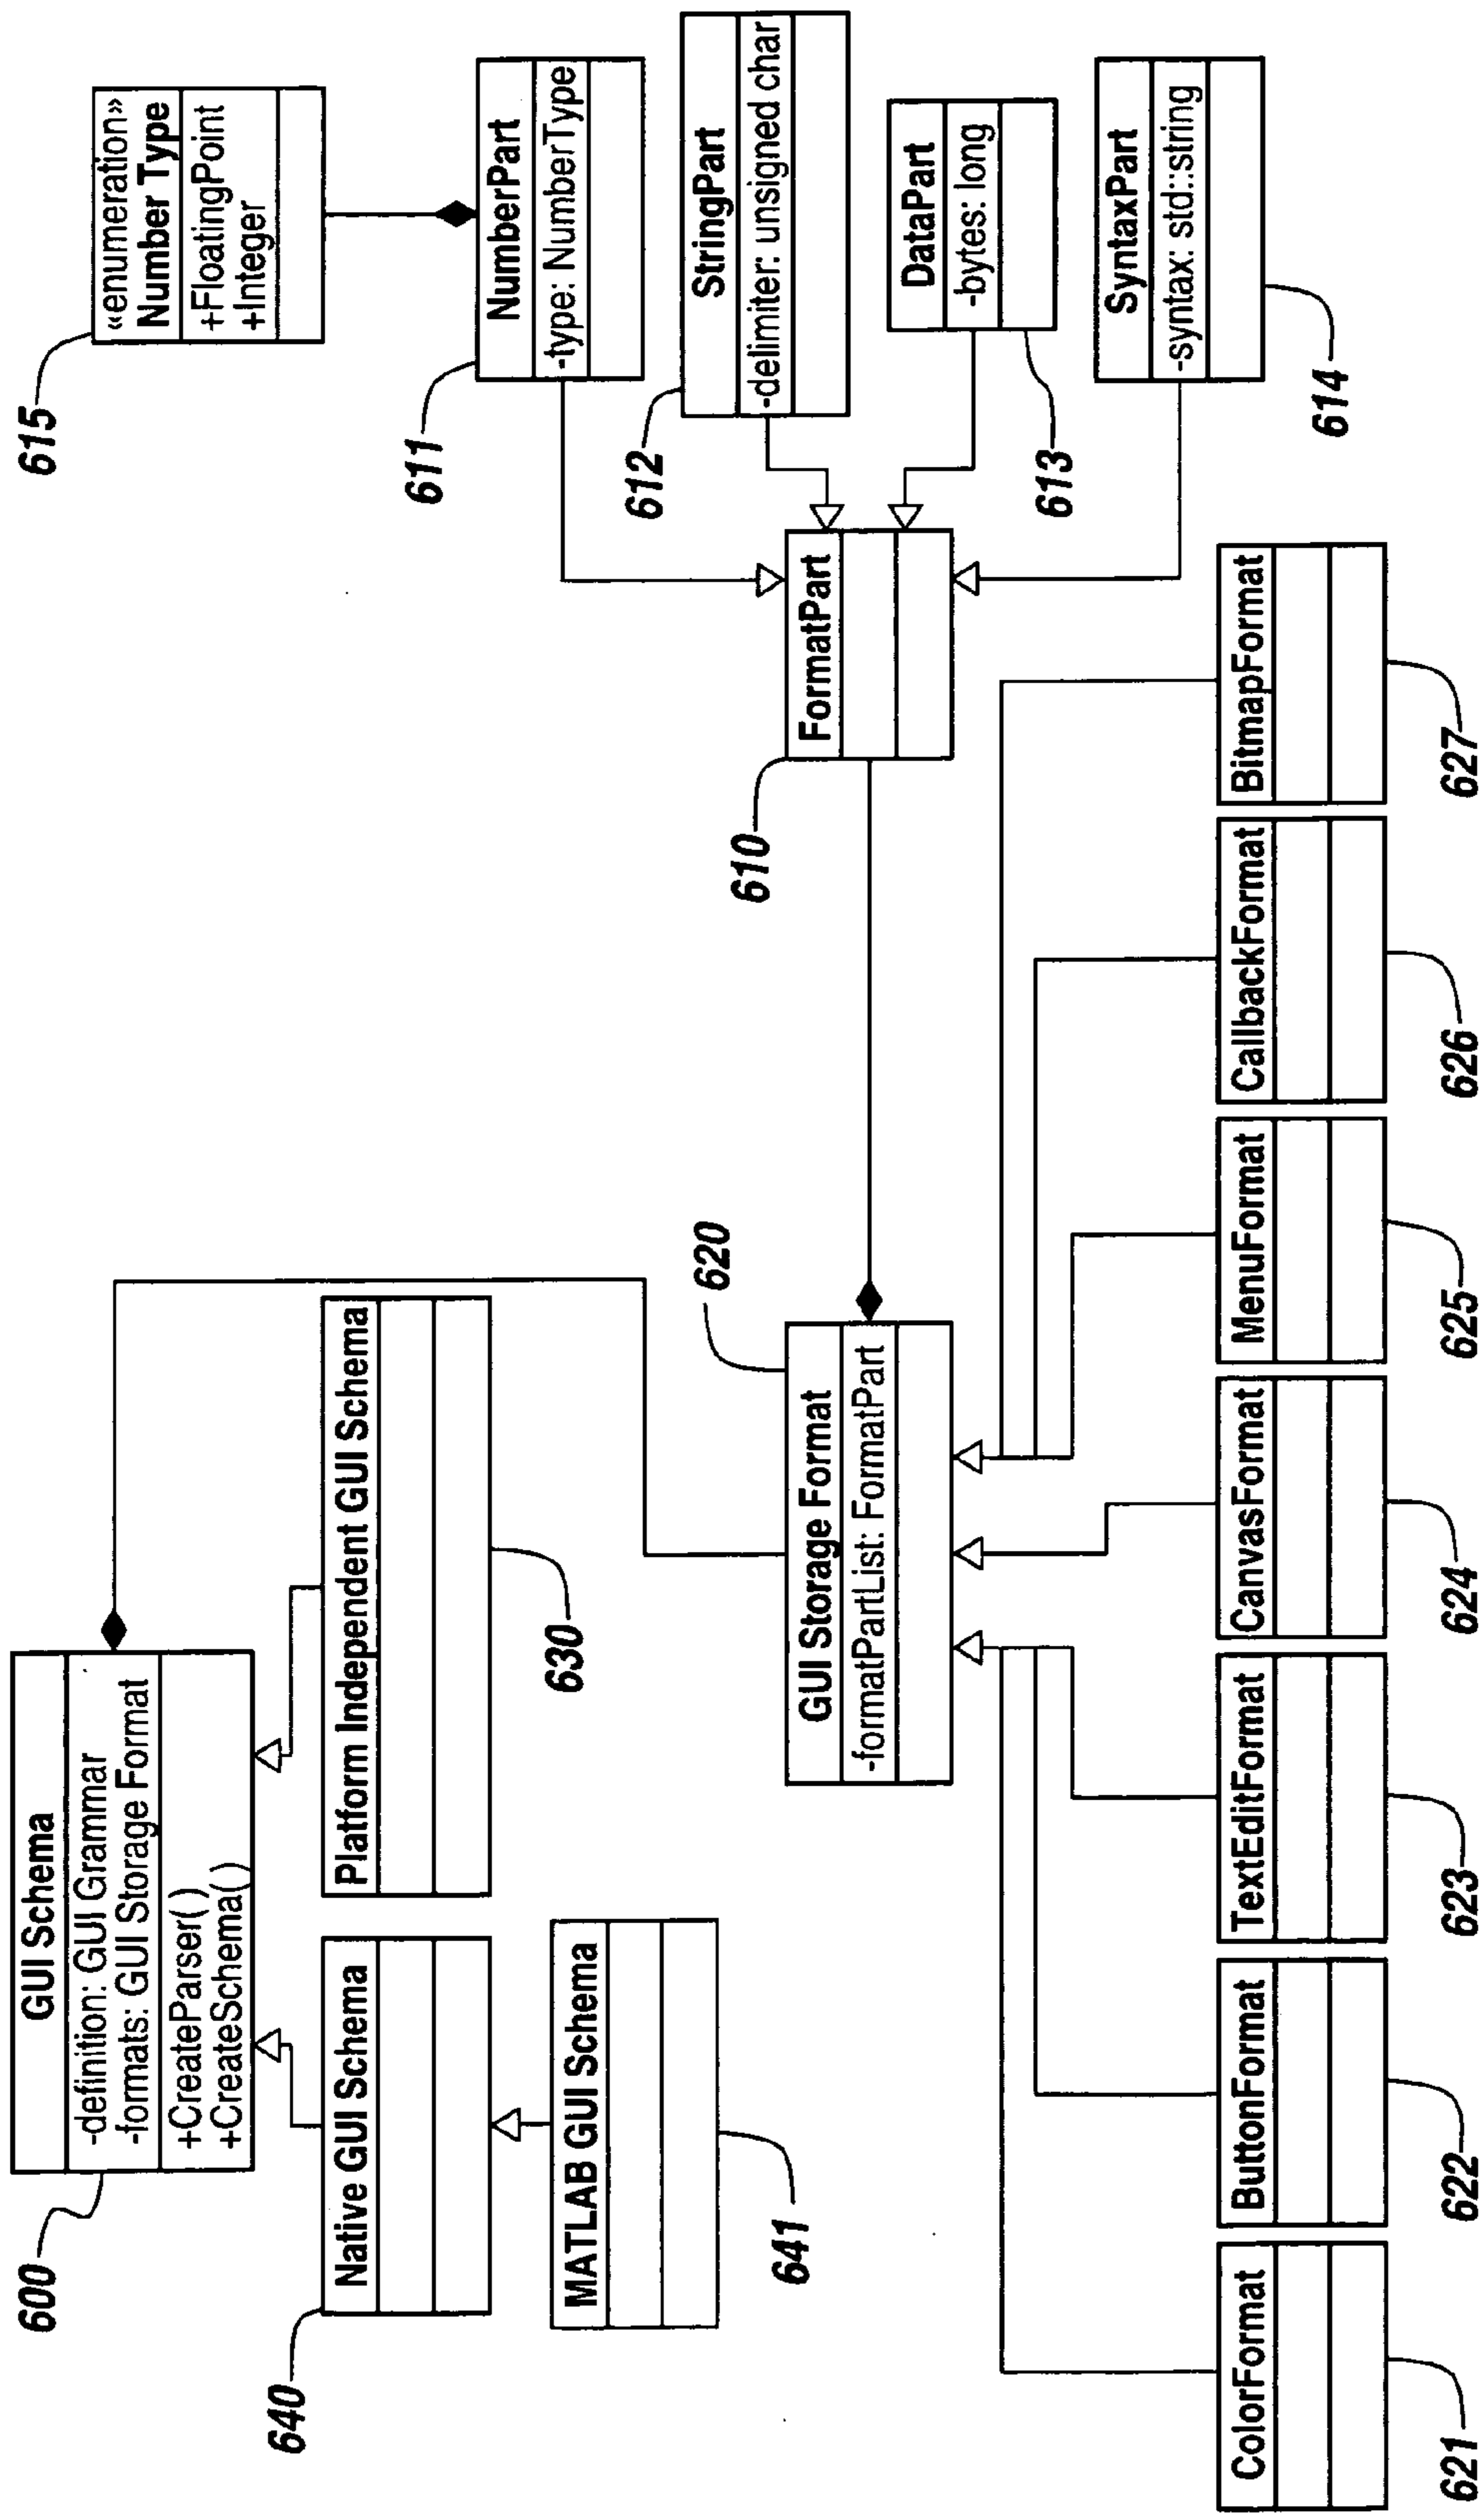 600
GUI Schema
-definition: GUI Grammar
-formats: GUI Storage Format
+CreateParser( )
+CreateSchema( )
640
Native GUI Schema
Platform Independent GUI Schema
630
MATLAB GUI Schema
641
620
GUI Storage Format
-formatPartList: FormatPart
610
FormatPart
615
«enumeration»
Number Type
+FloatingPoint
+Integer
611
NumberPart
-type: NumberType
612
StringPart
-delimiter: unsigned char
DataPart
-bytes: long
613
SyntaxPart
-syntax: std::string
614
ColorFormat
ButtonFormat
TextEditFormat
CanvasFormat
MenuFormat
CallbackFormat
BitmapFormat
621
622
623
624
625
626
627